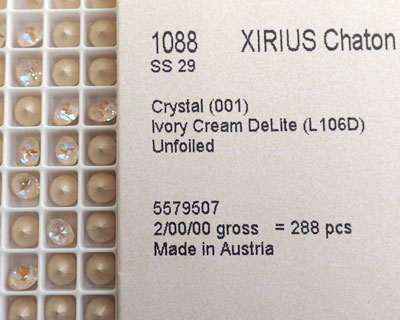 1088 XIRIUS Chaton
SS 29
Crystal (001)
Ivory Cream DeLite (L106D)
Unfoiled
5579507
2/00/00 gross = 288 pcs
Made in Austria